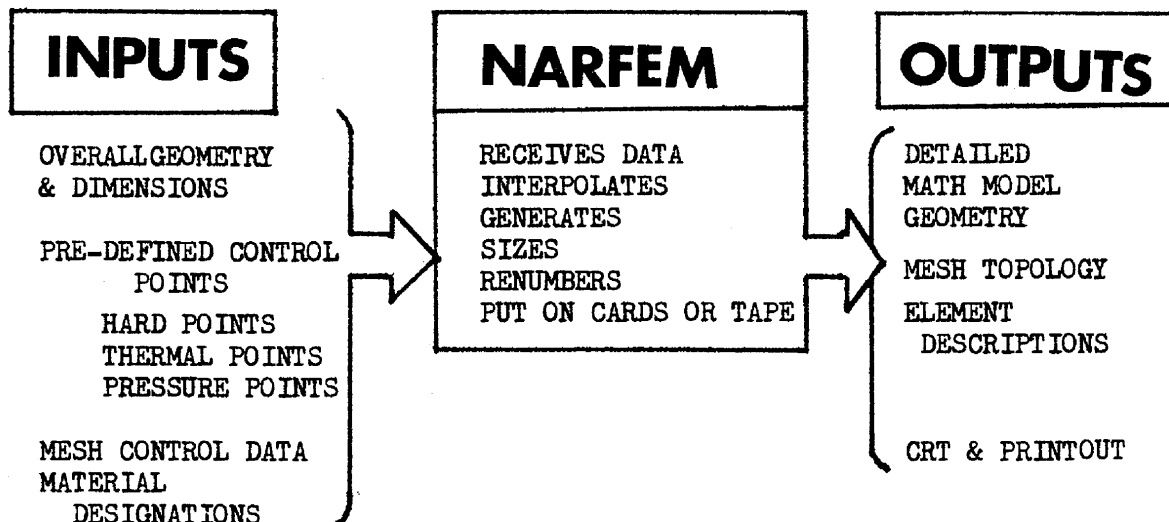 INPUTS
OVERALL GEOMETRY
& DIMENSIONS
PRE-DEFINED CONTROL
POINTS
HARD POINTS
THERMAL POINTS
PRESSURE POINTS
MESH CONTROL DATA
MATERIAL
DESIGNATIONS
NARFEM
RECEIVES DATA
INTERPOLATES
GENERATES
SIZES
RENUMBERS
PUT ON CARDS OR TAPE
OUTPUTS
DETAILED
MATH MODEL
GEOMETRY
MESH TOPOLOGY
ELEMENT
DESCRIPTIONS
CRT & PRINTOUT